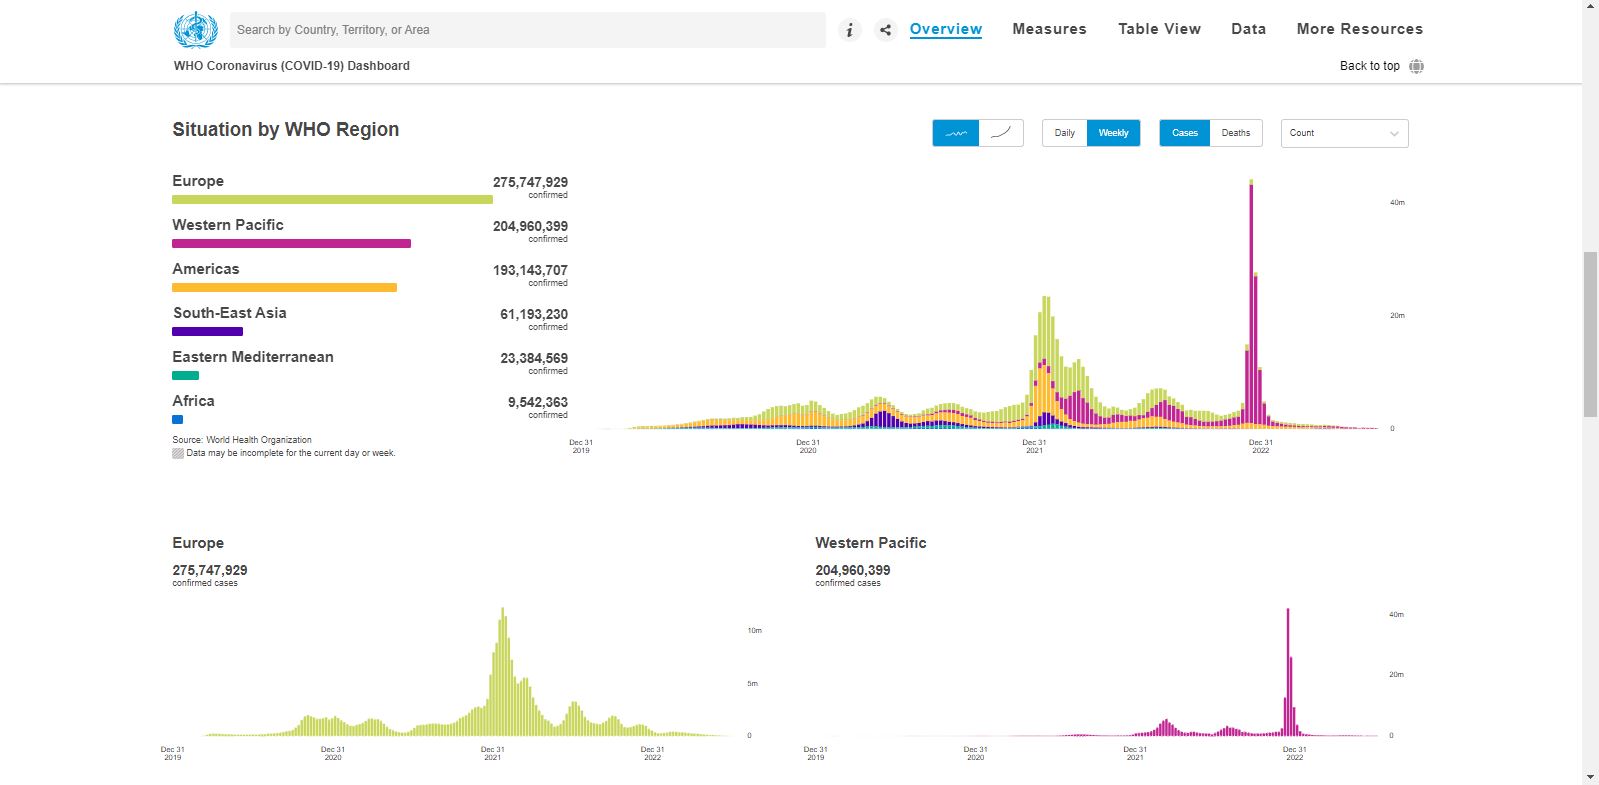 Search by Country, Territory, or Area
i
Overview
Measures
Table View
Data
More Resources
WHO Coronavirus (COVID-19) Dashboard
Back to top
Situation by WHO Region
Daily
Weekly
Cases
Deaths
Count
Europe
275,747,929
confirmed
Western Pacific
204,960,399
confirmed
Americas
193,143,707
confirmed
South-East Asia
61,193,230
confirmed
Eastern Mediterranean
23,384,569
confirmed
Africa
9,542,363
confirmed
Source: World Health Organization
Data may be incomplete for the current day or week.
40m
20m
0
Dec 31
2019
Dec 31
2020
Dec 31
2021
Dec 31
2022
Europe
275,747,929
confirmed cases
10m
5m
0
Dec 31
2019
Dec 31
2020
Dec 31
2021
Dec 31
2022
Western Pacific
204,960,399
confirmed cases
40m
20m
0
Dec 31
2019
Dec 31
2020
Dec 31
2021
Dec 31
2022